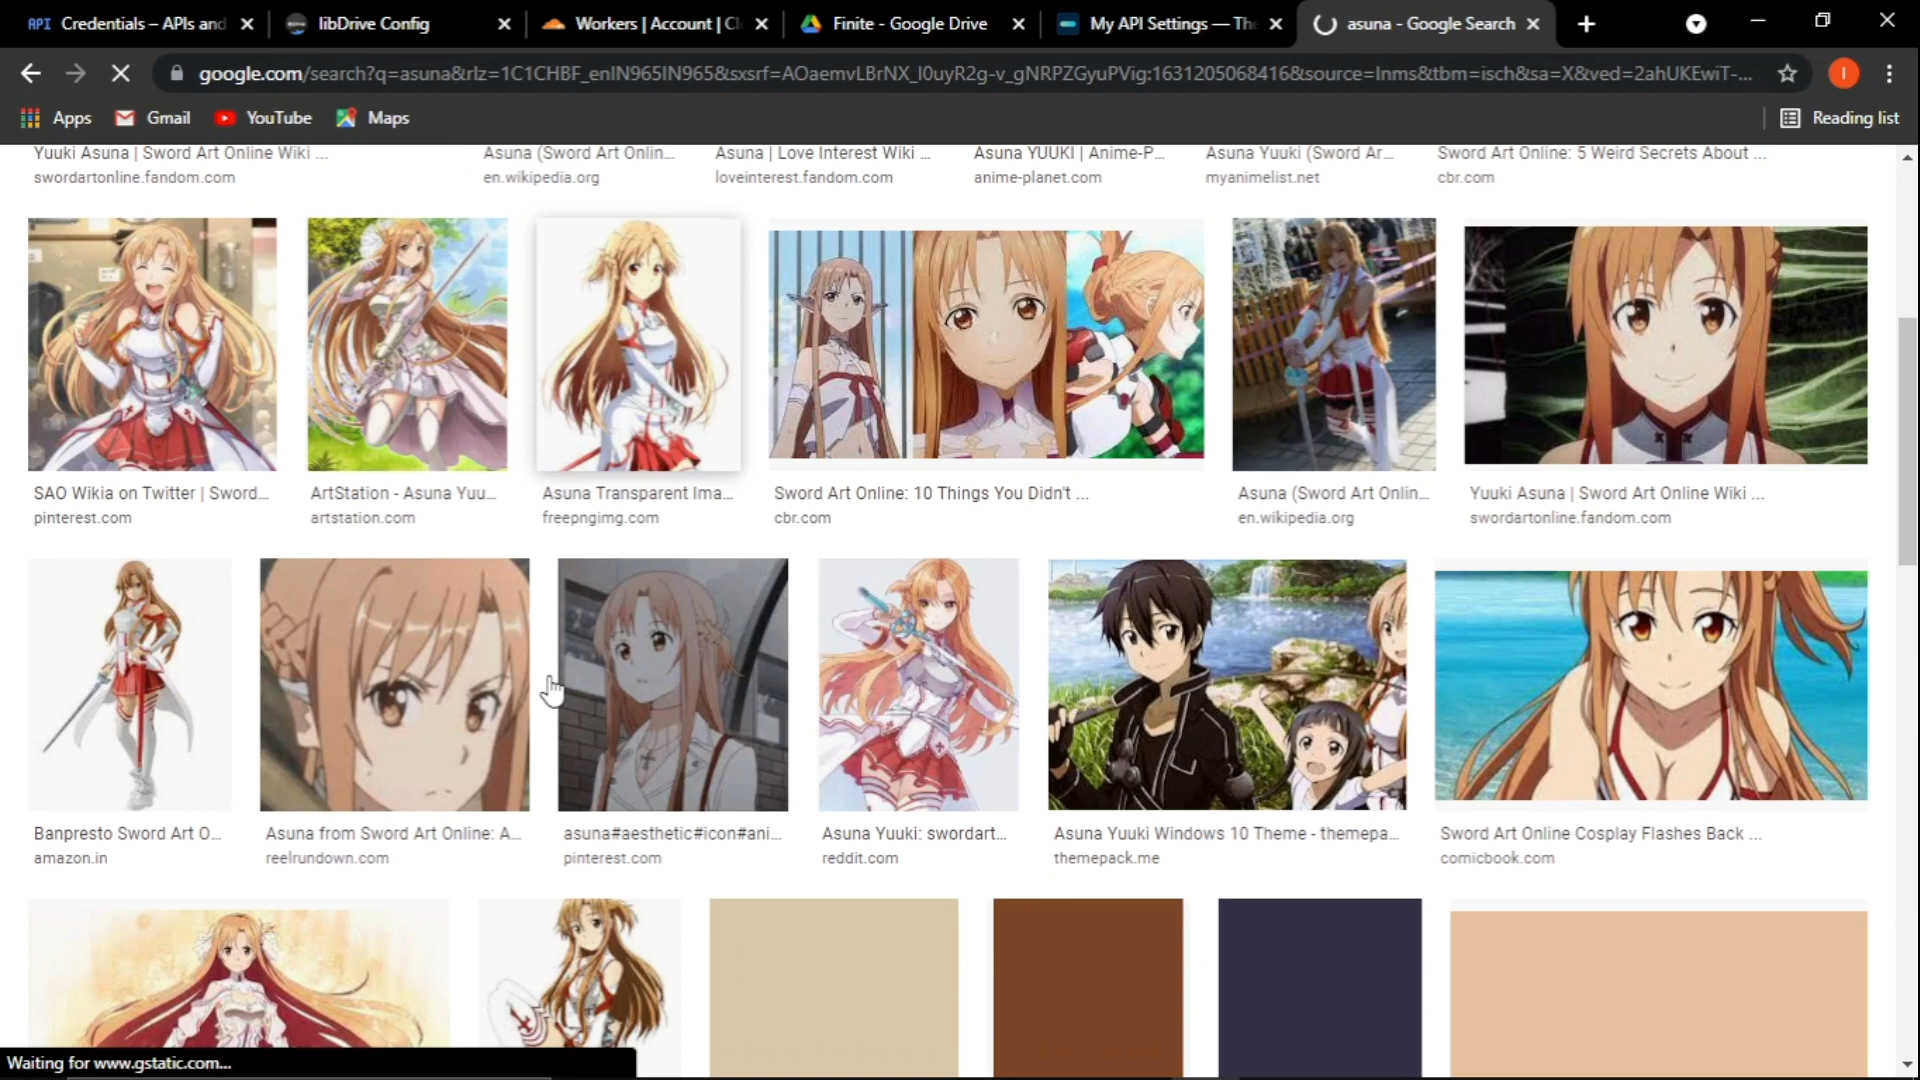 API Credentials – APIs and
libDrive Config
Workers | Account | Cl
Finite - Google Drive
My API Settings — The
asuna - Google Search
google.com/search?q=asuna&rlz=1C1CHBF_enIN965IN965&sxsrf=AOaemvLBrNX_l0uyR2g-v_gNRPZGyuPVig:1631205068416&source=lnms&tbm=isch&sa=X&ved=2ahUKEwiT-...
I
Apps
Gmail
YouTube
Maps
Reading list
Yuuki Asuna | Sword Art Online Wiki ...
Asuna (Sword Art Onlin...
Asuna | Love Interest Wiki ...
Asuna YUUKI | Anime-P...
Asuna Yuuki (Sword Ar...
Sword Art Online: 5 Weird Secrets About ...
swordartonline.fandom.com
en.wikipedia.org
loveinterest.fandom.com
anime-planet.com
myanimelist.net
cbr.com
SAO Wikia on Twitter | Sword...
ArtStation - Asuna Yuu...
Asuna Transparent Ima...
Sword Art Online: 10 Things You Didn't ...
Asuna (Sword Art Onlin...
Yuuki Asuna | Sword Art Online Wiki ...
pinterest.com
artstation.com
freepngimg.com
cbr.com
en.wikipedia.org
swordartonline.fandom.com
Banpresto Sword Art O...
Asuna from Sword Art Online: A...
asuna#aesthetic#icon#ani...
Asuna Yuuki: swordart...
Asuna Yuuki Windows 10 Theme - themepa...
Sword Art Online Cosplay Flashes Back ...
amazon.in
reelrundown.com
pinterest.com
reddit.com
themepack.me
comicbook.com
Waiting for www.gstatic.com...